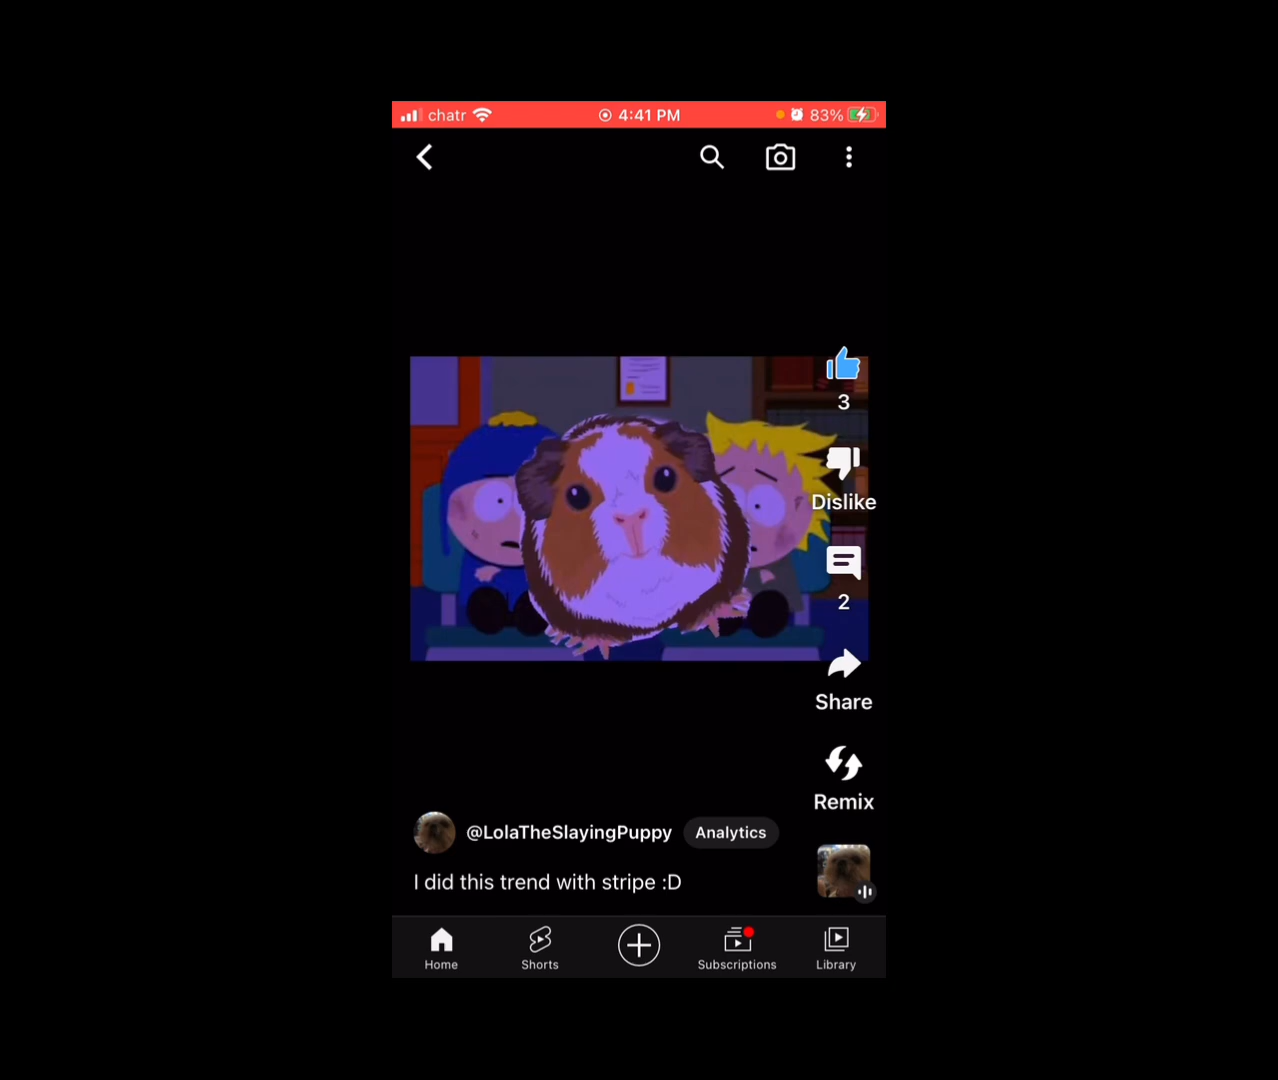 chatr 4:41 PM 83%
3
Dislike
2
Share
Remix
@LolaTheSlayingPuppy Analytics
I did this trend with stripe :D
Home Shorts Subscriptions Library